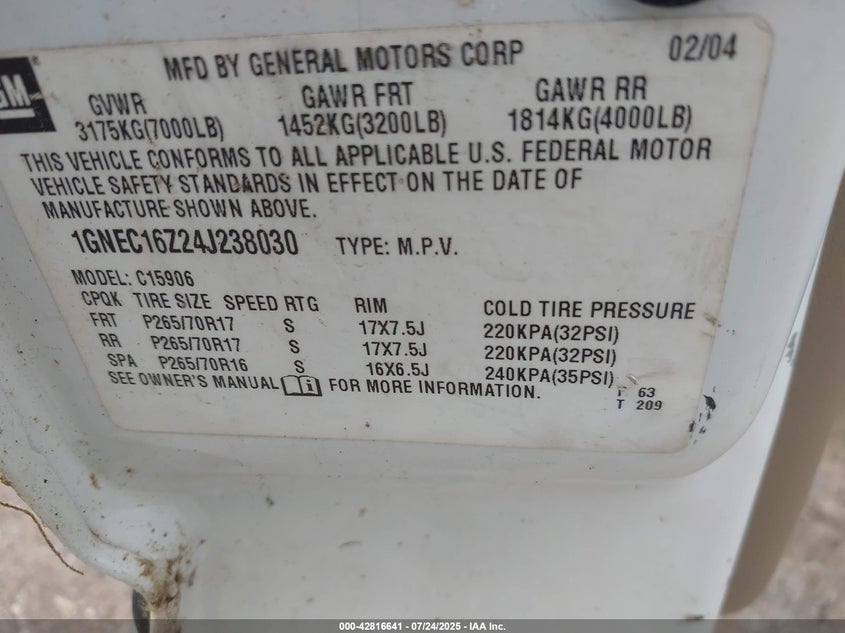 GM
MFD BY GENERAL MOTORS CORP 02/04
GVWR GAWR FRT GAWR RR
3175KG(7000LB) 1452KG(3200LB) 1814KG(4000LB)
THIS VEHICLE CONFORMS TO ALL APPLICABLE U.S. FEDERAL MOTOR
VEHICLE SAFETY STANDARDS IN EFFECT ON THE DATE OF
MANUFACTURE SHOWN ABOVE.
1GNEC16Z24J238030 TYPE: M.P.V.
MODEL: C15906
CPQK TIRE SIZE SPEED RTG RIM COLD TIRE PRESSURE
FRT P265/70R17 S 17X7.5J 220KPA(32PSI)
RR P265/70R17 S 17X7.5J 220KPA(32PSI)
SPA P265/70R16 S 16X6.5J 240KPA(35PSI)
SEE OWNER'S MANUAL i FOR MORE INFORMATION.
F 63
T 209
000-42816641 | 07/24/2025 - IAA Inc.